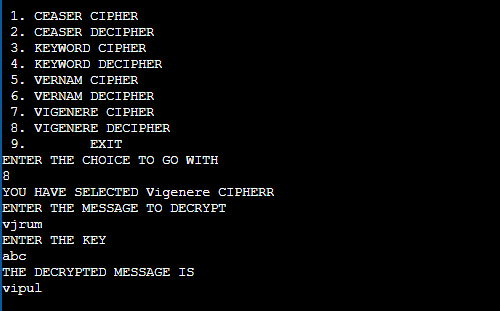 1. CEASER CIPHER
2. CEASER DECIPHER
3. KEYWORD CIPHER
4. KEYWORD DECIPHER
5. VERNAM CIPHER
6. VERNAM DECIPHER
7. VIGENERE CIPHER
8. VIGENERE DECIPHER
9. EXIT
ENTER THE CHOICE TO GO WITH
8
YOU HAVE SELECTED Vigenere CIPHERR
ENTER THE MESSAGE TO DECRYPT
vjrum
ENTER THE KEY
abc
THE DECRYPTED MESSAGE IS
vipul